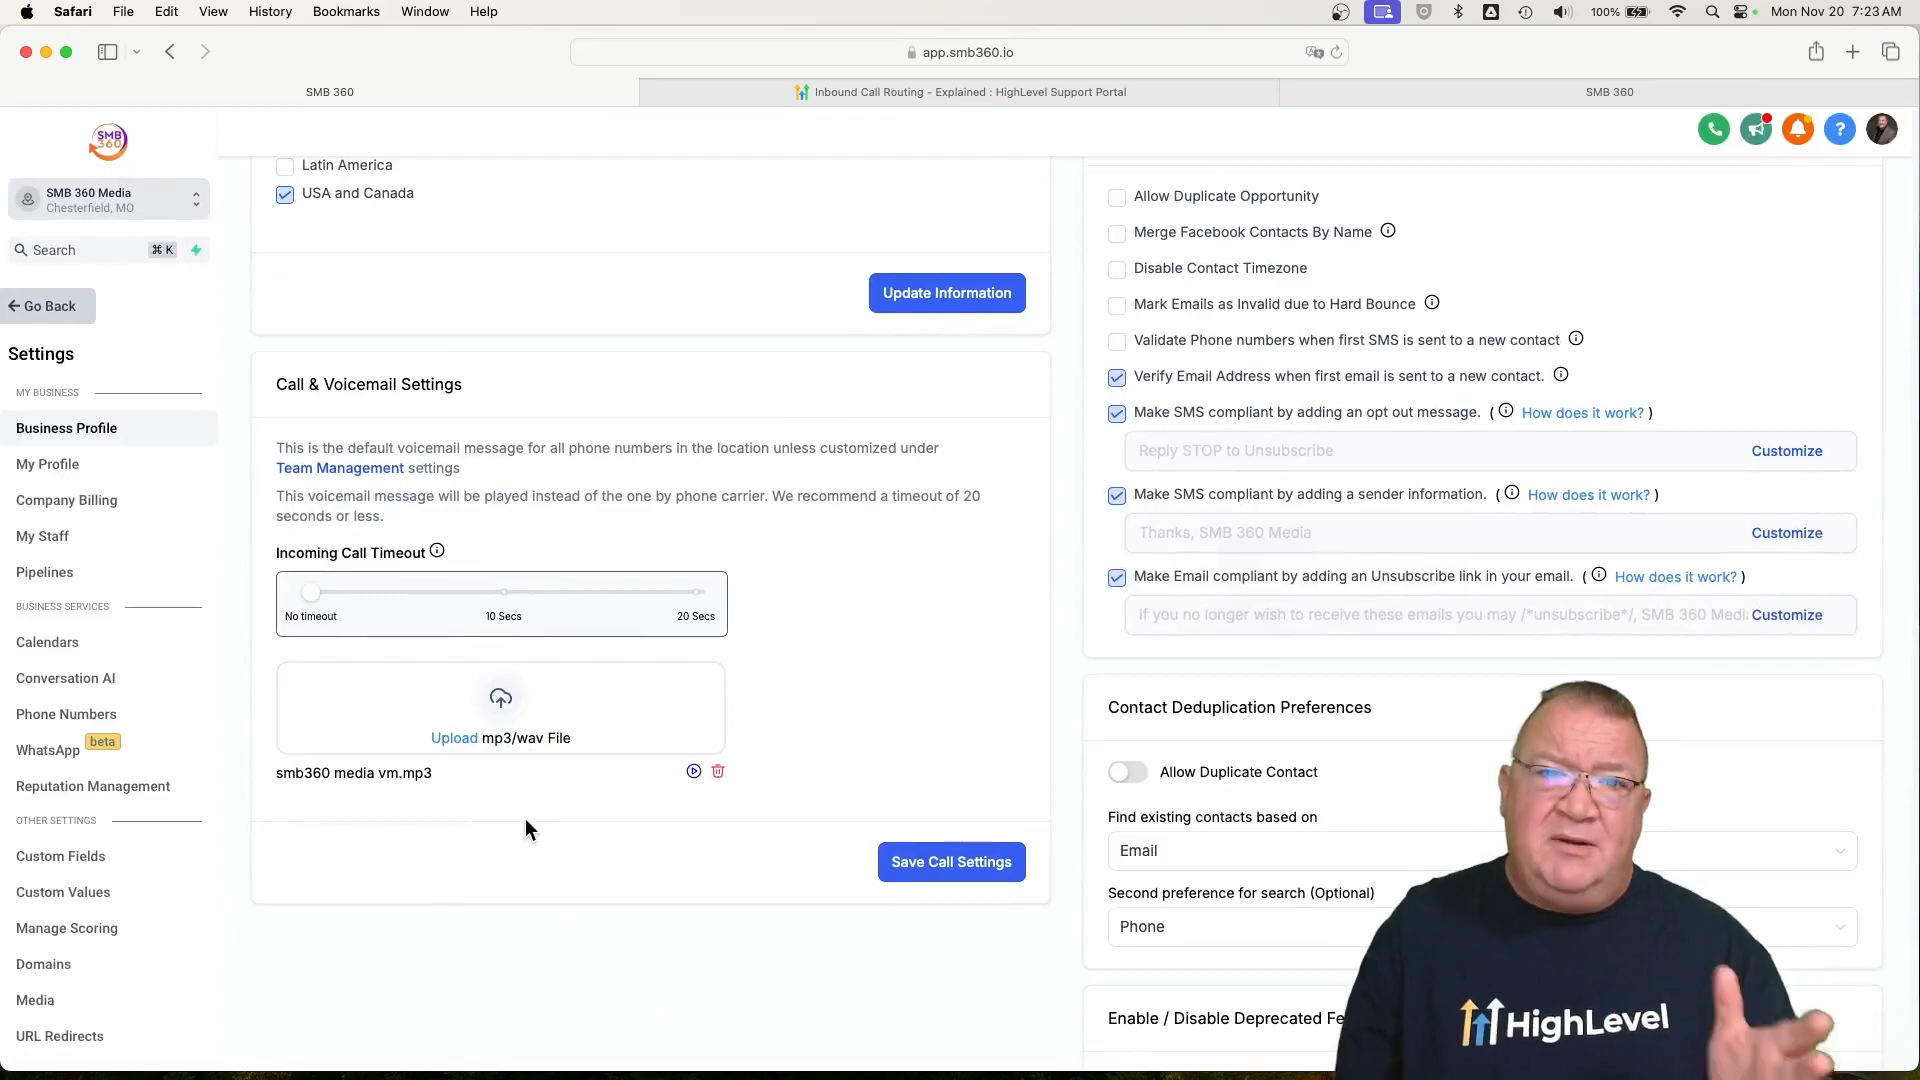 Safari File Edit View History Bookmarks Window Help
100% Mon Nov 20 7:23 AM
app.smb360.io
SMB 360
Inbound Call Routing - Explained : HighLevel Support Portal
SMB 360
SMB
360
SMB 360 Media
Chesterfield, MO
Search ⌘ K
Go Back
Settings
MY BUSINESS
Business Profile
My Profile
Company Billing
My Staff
Pipelines
BUSINESS SERVICES
Calendars
Conversation AI
Phone Numbers
WhatsApp beta
Reputation Management
OTHER SETTINGS
Custom Fields
Custom Values
Manage Scoring
Domains
Media
URL Redirects
Latin America
USA and Canada
Update Information
Call & Voicemail Settings
This is the default voicemail message for all phone numbers in the location unless customized under
Team Management settings
This voicemail message will be played instead of the one by phone carrier. We recommend a timeout of 20
seconds or less.
Incoming Call Timeout
No timeout 10 Secs 20 Secs
Upload mp3/wav File
smb360 media vm.mp3
Save Call Settings
Allow Duplicate Opportunity
Merge Facebook Contacts By Name
Disable Contact Timezone
Mark Emails as Invalid due to Hard Bounce
Validate Phone numbers when first SMS is sent to a new contact
Verify Email Address when first email is sent to a new contact.
Make SMS compliant by adding an opt out message. ( How does it work? )
Reply STOP to Unsubscribe Customize
Make SMS compliant by adding a sender information. ( How does it work? )
Thanks, SMB 360 Media Customize
Make Email compliant by adding an Unsubscribe link in your email. ( How does it work? )
If you no longer wish to receive these emails you may /*unsubscribe*/, SMB 360 Medi Customize
Contact Deduplication Preferences
Allow Duplicate Contact
Find existing contacts based on
Email
Second preference for search (Optional)
Phone
Enable / Disable Deprecated Fe
HighLevel